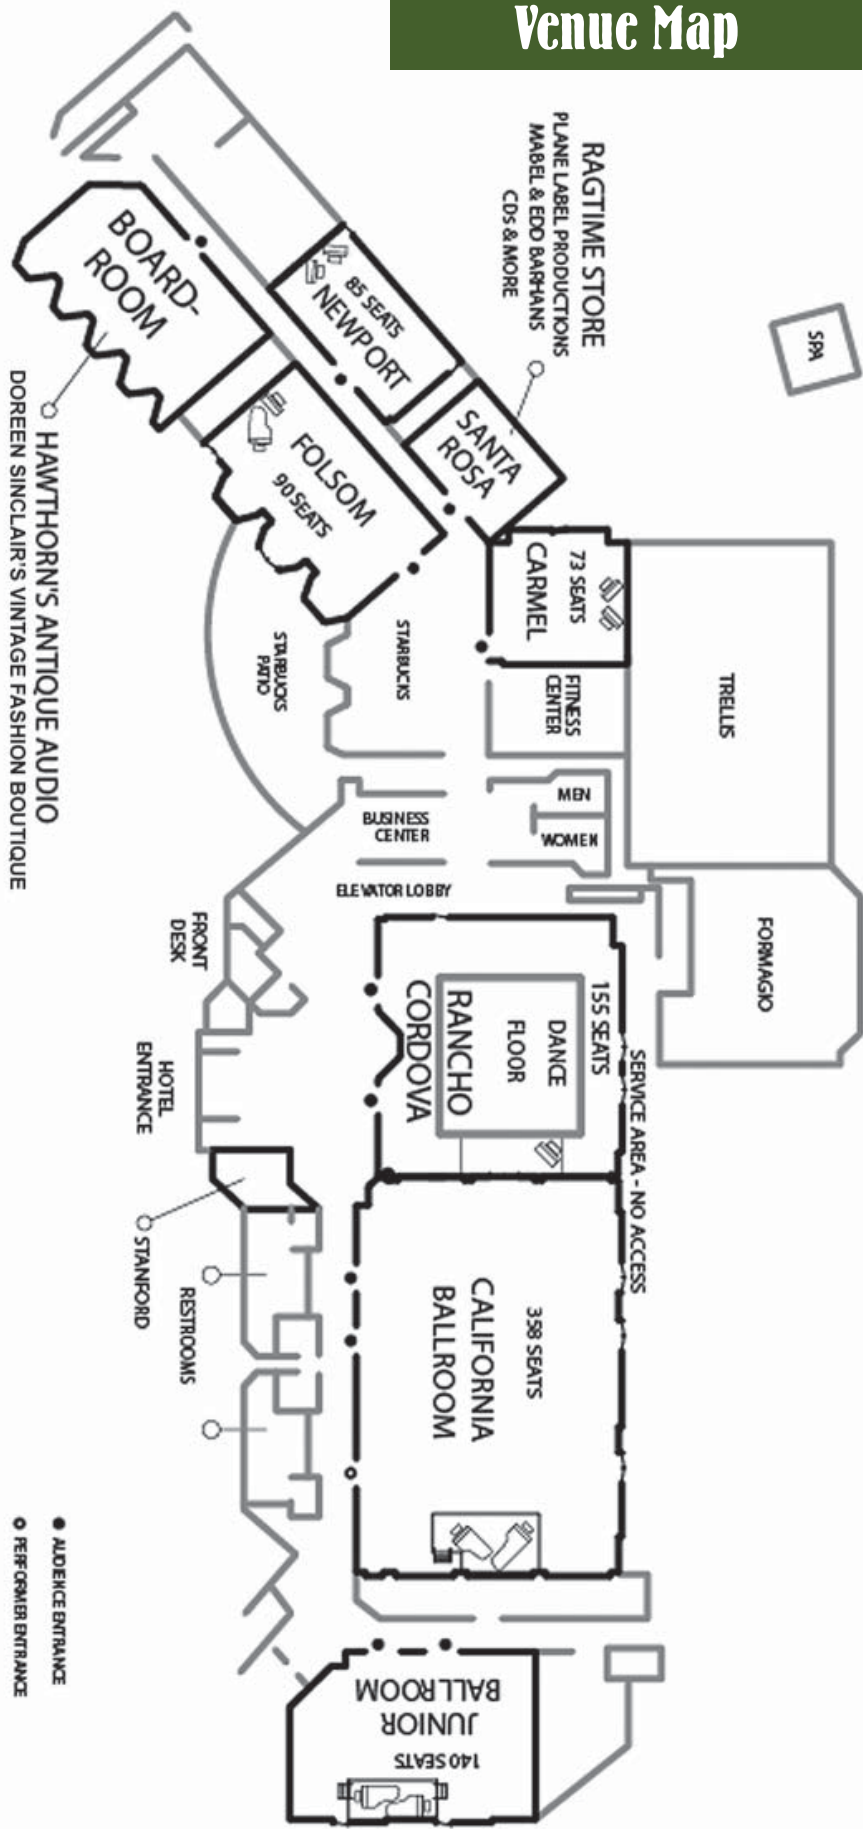 Venue Map
RAGTIME STORE
PLANE LABEL PRODUCTIONS
MABEL & EDD BARHANS
CDs & MORE
SPA
BOARD-
ROOM
85 SEATS
NEWPORT
SANTA
ROSA
FOLSOM
90 SEATS
HAWTHORN'S ANTIQUE AUDIO
DOREEN SINCLAIR'S VINTAGE FASHION BOUTIQUE
73 SEATS
CARMEL
TRELLIS
STARBUCKS
STARBUCKS
PATIO
FITNESS
CENTER
MEN
WOMEN
BUSINESS
CENTER
ELEVATOR LOBBY
FORMAGIO
FRONT
DESK
155 SEATS
DANCE
FLOOR
RANCHO
CORDOVA
HOTEL
ENTRANCE
SERVICE AREA - NO ACCESS
STANFORD
RESTROOMS
358 SEATS
CALIFORNIA
BALLROOM
AUDIENCE ENTRANCE
PERFORMER ENTRANCE
JUNIOR
BALLROOM
140 SEATS